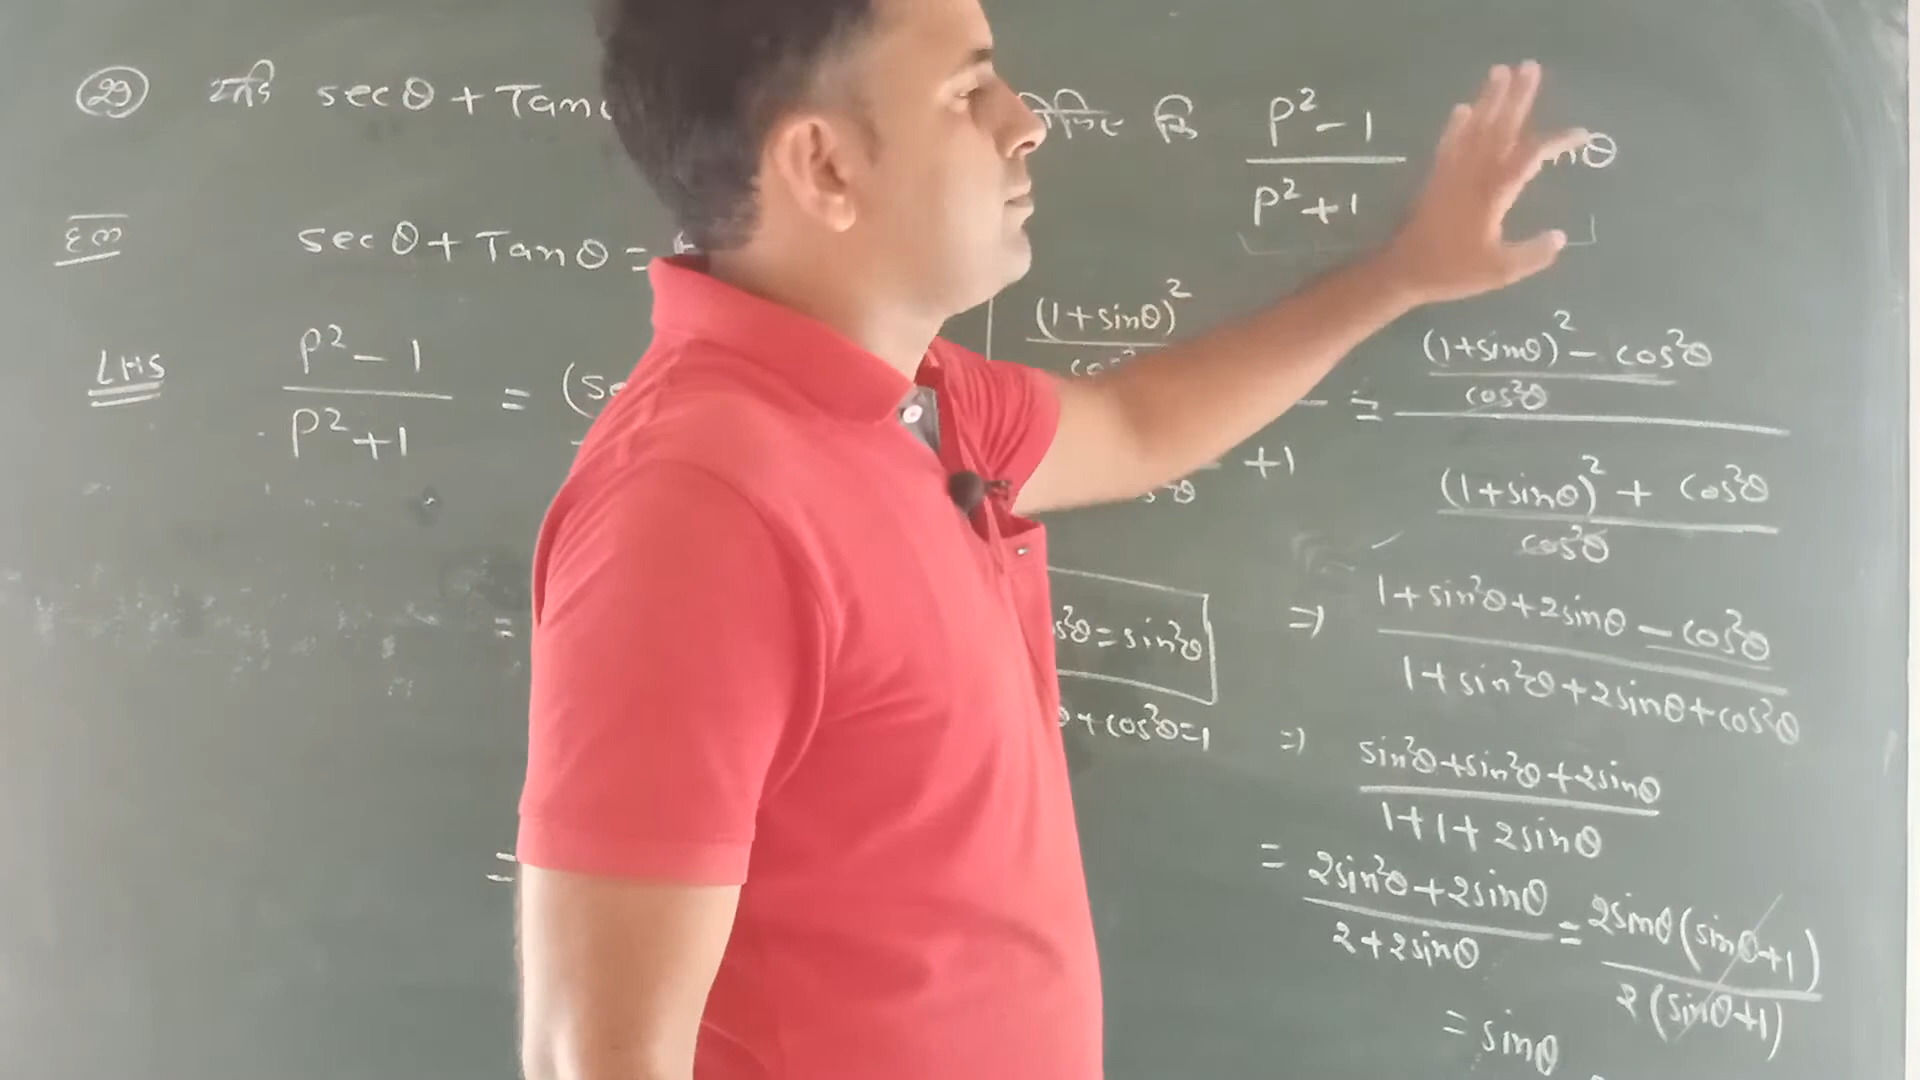 29 यदि secθ + Tan कि P²-1
P²+1 nθ
हल secθ + Tanθ =
LHS P²-1 / P²+1 = (se
(1+sinθ)²
+1
= (1+sinθ)² - cos²θ / cos²θ
(1+sinθ)² + cos²θ / cos²θ
=
s²θ = sin²θ
θ + cos²θ = 1
⇒ 1 + sin²θ + 2sinθ - cos²θ / 1 + sin²θ + 2sinθ + cos²θ
⇒ sin²θ + sin²θ + 2sinθ / 1 + 1 + 2sinθ
=
= 2sin²θ + 2sinθ / 2 + 2sinθ = 2sinθ(sinθ+1) / 2(sinθ+1)
= sinθ